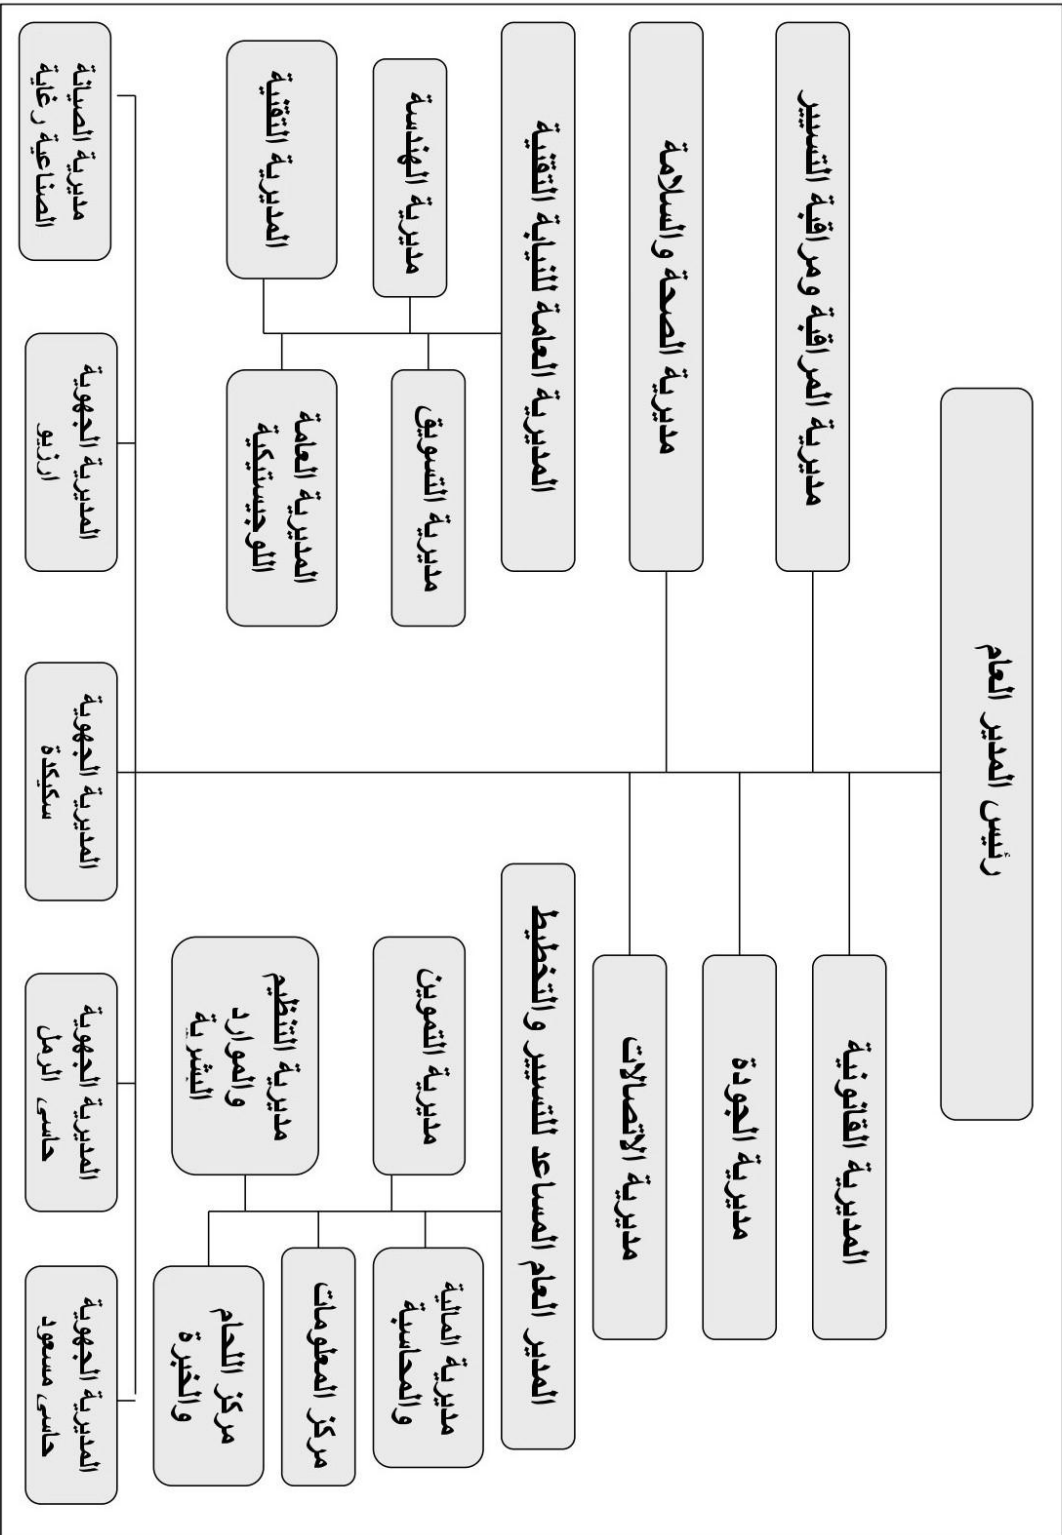 رئيس المدير العام
المديرية القانونية
مديرية الجودة
مديرية الاتصالات
مديرية المراقبة ومراقبة التسيير
مديرية الصحة والسلامة
المدير العام المساعد للتسيير والتخطيط
المديرية العامة للنيابة التقنية
مديرية المالية
والمحاسبة
مديرية التموين
مركز المعلومات
مديرية التنظيم
والموارد
البشرية
مركز اللحام
والخبرة
مديرية التسويق
مديرية الهندسة
المديرية العامة
اللوجيستيكية
المديرية التقنية
المديرية الجهوية
حاسى مسعود
المديرية الجهوية
حاسى الرمل
المديرية الجهوية
سكيكدة
المديرية الجهوية
ارزيو
مديرية الصيانة
الصناعية رغاية